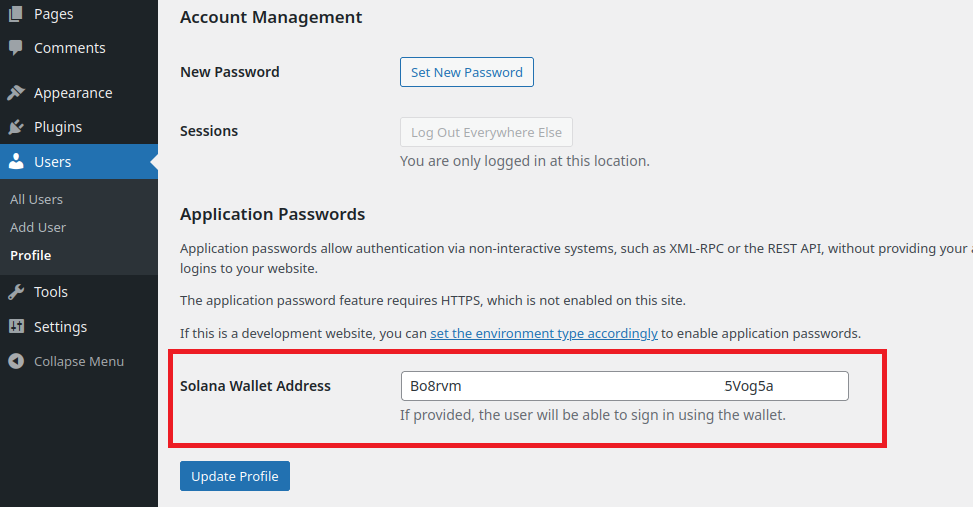 Pages
Comments
Appearance
Plugins
Users
All Users
Add User
Profile
Tools
Settings
Collapse Menu
Account Management
New Password
Set New Password
Sessions
Log Out Everywhere Else
You are only logged in at this location.
Application Passwords
Application passwords allow authentication via non-interactive systems, such as XML-RPC or the REST API, without providing your a
logins to your website.
The application password feature requires HTTPS, which is not enabled on this site.
If this is a development website, you can set the environment type accordingly to enable application passwords.
Solana Wallet Address
Bo8rvm 5Vog5a
If provided, the user will be able to sign in using the wallet.
Update Profile